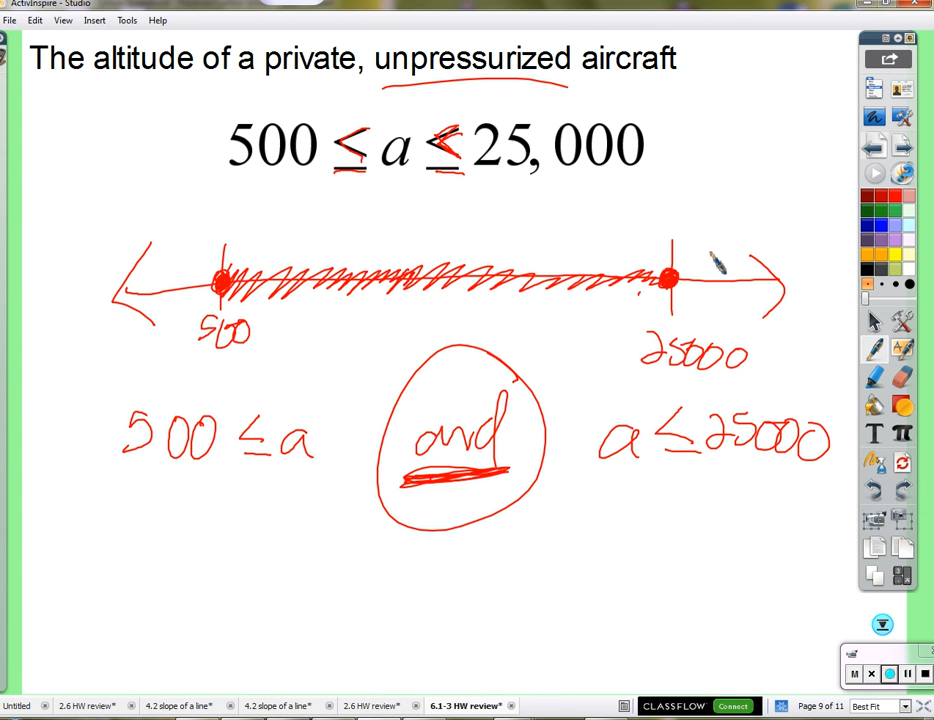 ActivInspire - Studio
File Edit View Insert Tools Help
The altitude of a private, unpressurized aircraft
500 ≤ a ≤ 25,000
500
25000
500 ≤ a and a ≤ 25000
M
Untitled 2.6 HW review* 4.2 slope of a line* 4.2 slope of a line* 2.6 HW review* 6.1-3 HW review* CLASSFLOW Connect Page 9 of 11 Best Fit